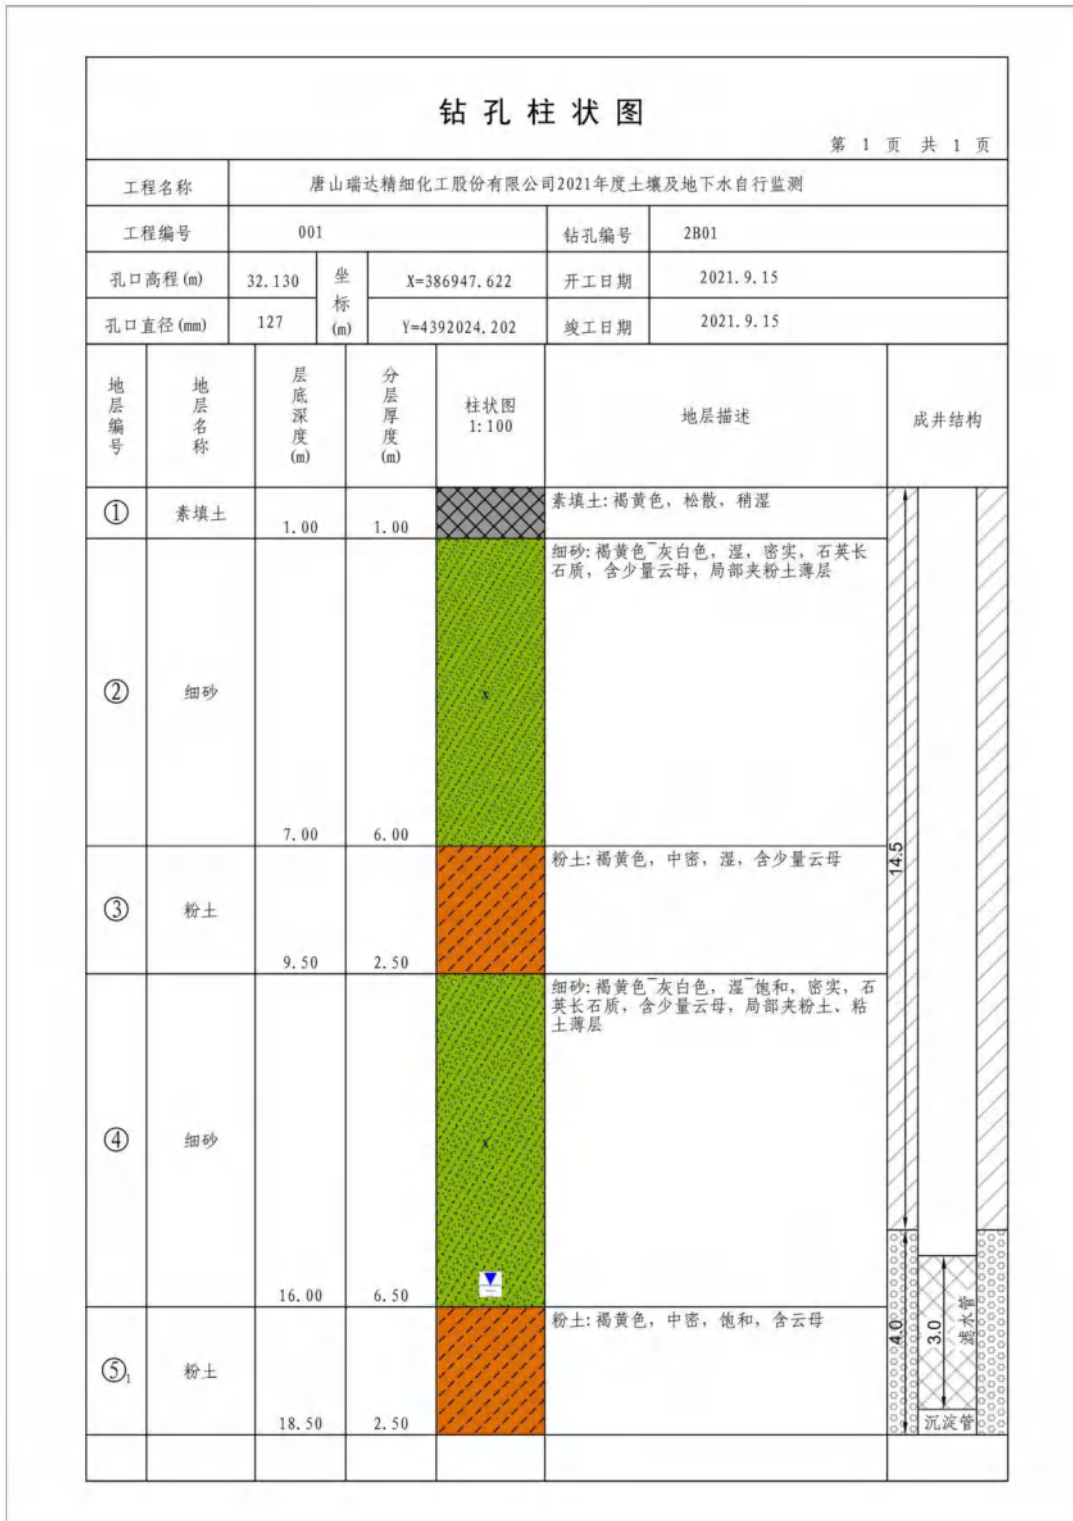 钻孔柱状图
第 1 页 共 1 页
工程名称 唐山瑞达精细化工股份有限公司2021年度土壤及地下水自行监测
工程编号 001 钻孔编号 2B01
孔口高程(m) 32.130 坐标(m) X=386947.622 开工日期 2021.9.15
孔口直径(mm) 127 Y=4392024.202 竣工日期 2021.9.15
地层编号 地层名称 层底深度(m) 分层厚度(m) 柱状图 1:100 地层描述 成井结构
① 素填土 1.00 1.00 素填土:褐黄色,松散,稍湿
细砂:褐黄色~灰白色,湿,密实,石英长
石质,含少量云母,局部夹粉土薄层
② 细砂 x
7.00 6.00
14.5
粉土:褐黄色,中密,湿,含少量云母
③ 粉土
9.50 2.50
细砂:褐黄色~灰白色,湿~饱和,密实,石
英长石质,含少量云母,局部夹粉土、粘
土薄层
④ 细砂 x
16.00 6.50
粉土:褐黄色,中密,饱和,含云母
4.0 3.0 滤水管
⑤1 粉土
18.50 2.50 沉淀管